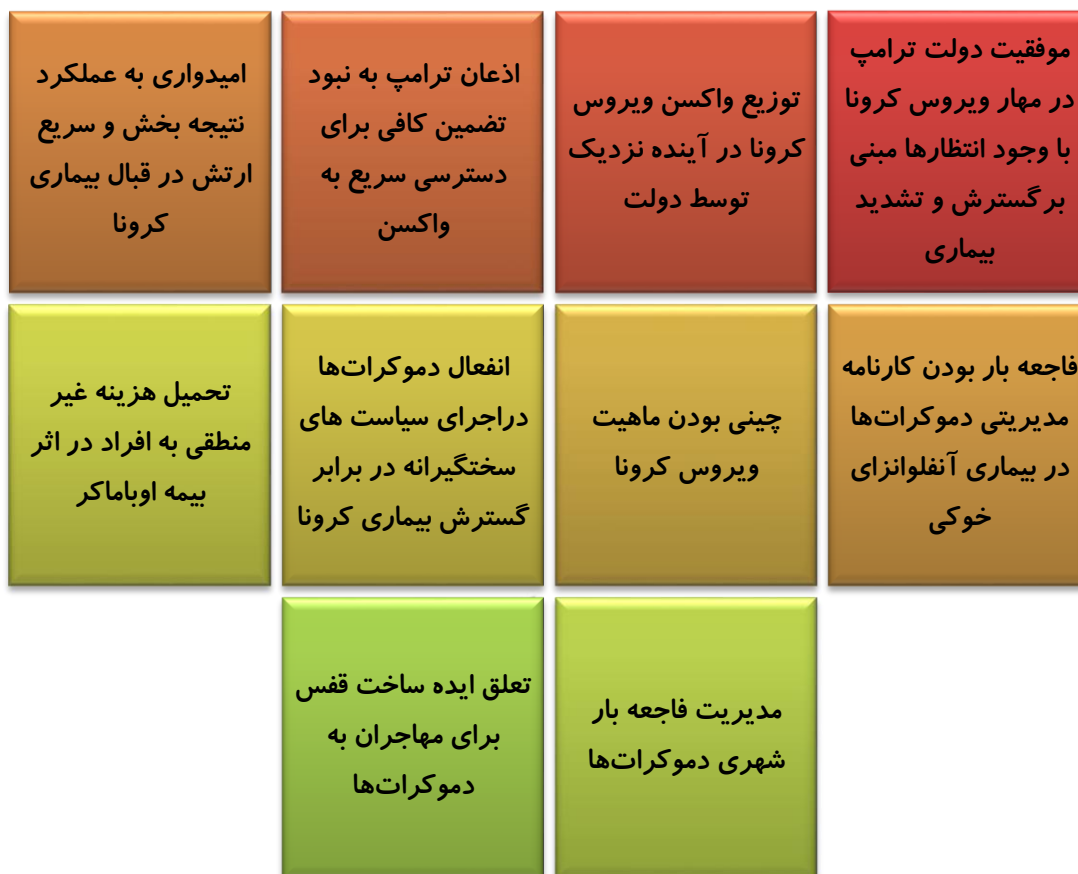 موفقیت دولت ترامپ
در مهار ویروس کرونا
با وجود انتظارها مبنی
بر گسترش و تشدید
بیماری
توزیع واکسن ویروس
کرونا در آینده نزدیک
توسط دولت
اذعان ترامپ به نبود
تضمین کافی برای
دسترسی سریع به
واکسن
امیدواری به عملکرد
نتیجه بخش و سریع
ارتش در قبال بیماری
کرونا
فاجعه بار بودن کارنامه
مدیریتی دموکرات‌ها
در بیماری آنفلوانزای
خوکی
چینی بودن ماهیت
ویروس کرونا
انفعال دموکرات‌ها
دراجرای سیاست های
سختگیرانه در برابر
گسترش بیماری کرونا
تحمیل هزینه غیر
منطقی به افراد در اثر
بیمه اوباماکر
مدیریت فاجعه بار
شهری دموکرات‌ها
تعلق ایده ساخت قفس
برای مهاجران به
دموکرات‌ها